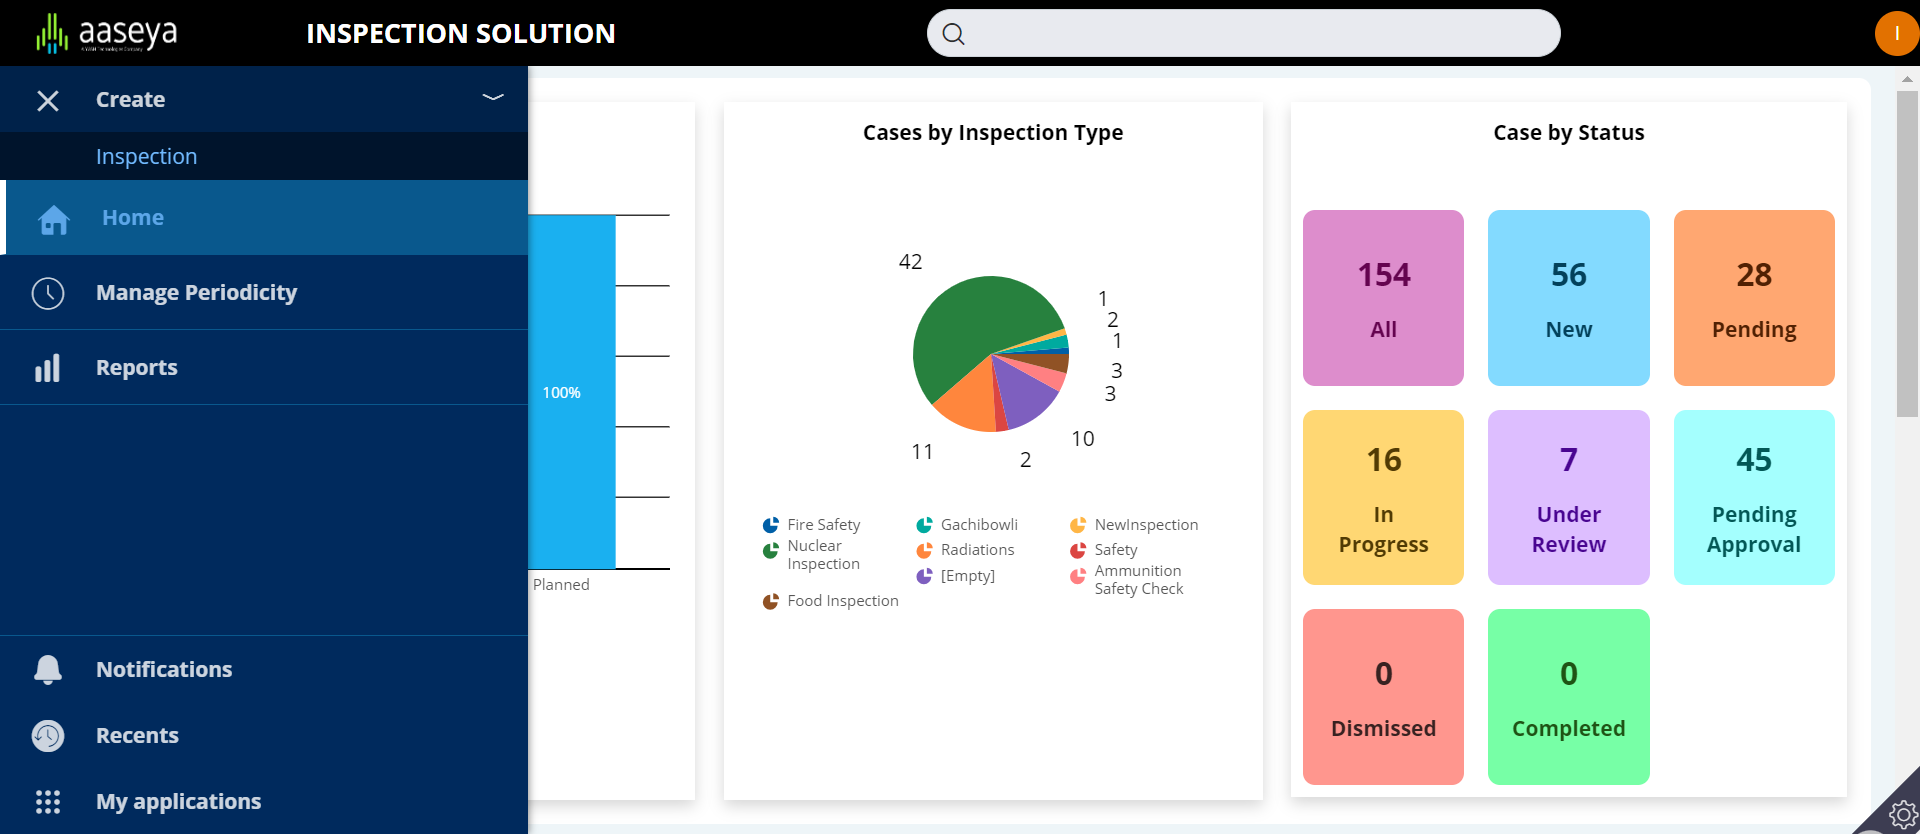 aaseya
INSPECTION SOLUTION
I
Create
Inspection
Home
Manage Periodicity
Reports
Notifications
Recents
My applications
100%
Planned
Cases by Inspection Type
42
1
2
1
3
3
10
2
11
Fire Safety
Gachibowli
NewInspection
Nuclear
Inspection
Radiations
Safety
[Empty]
Ammunition
Safety Check
Food Inspection
Case by Status
154
All
56
New
28
Pending
16
In
Progress
7
Under
Review
45
Pending
Approval
0
Dismissed
0
Completed